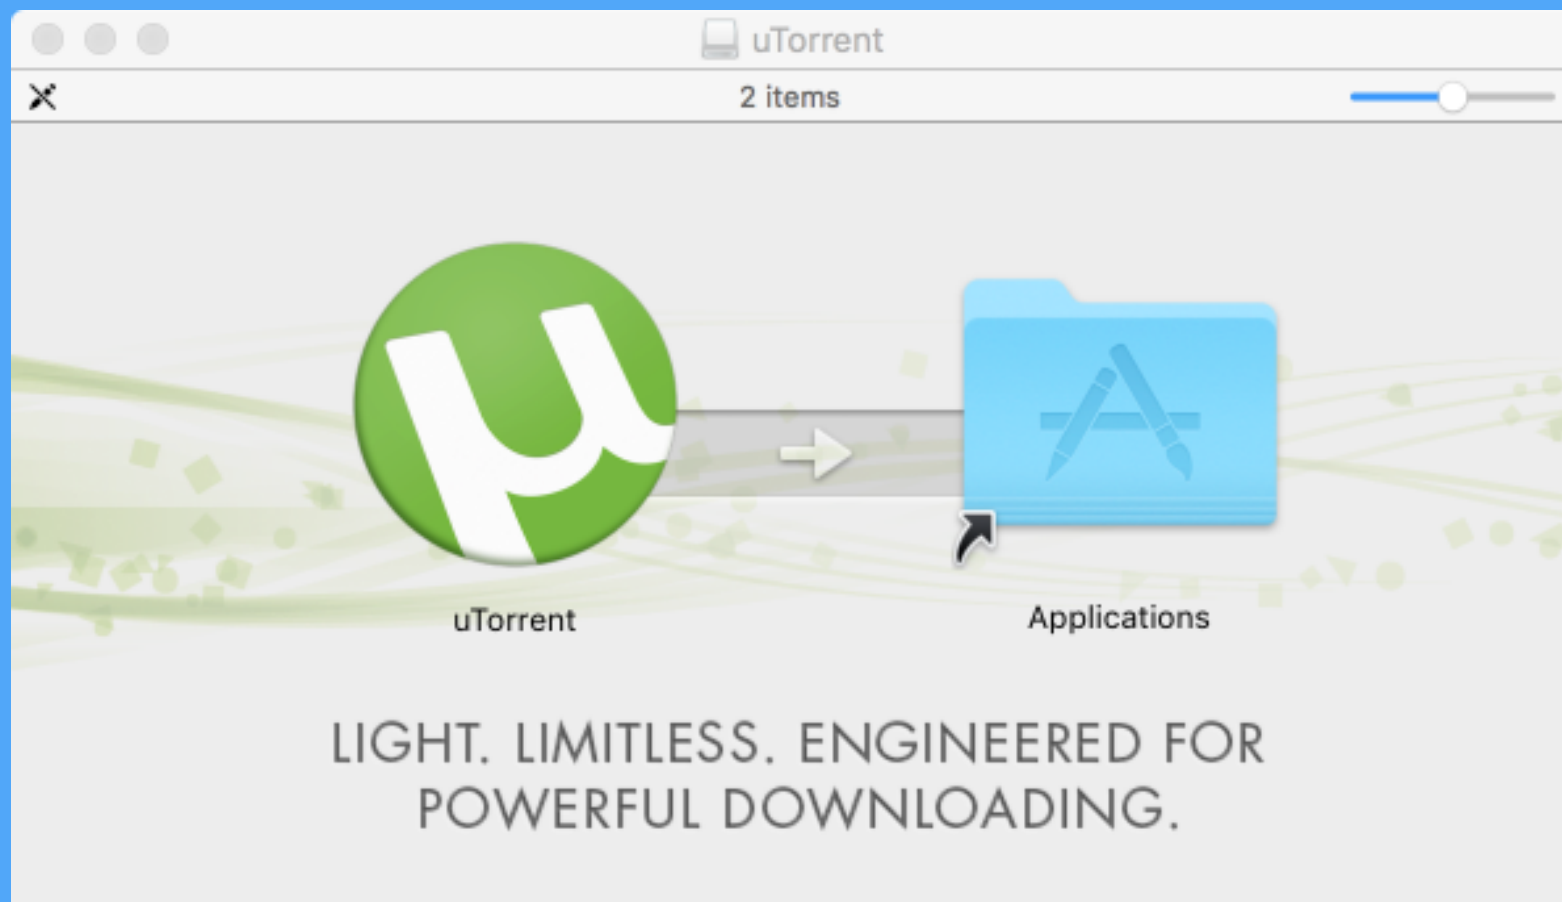 uTorrent
2 items
uTorrent
Applications
LIGHT. LIMITLESS. ENGINEERED FOR
POWERFUL DOWNLOADING.